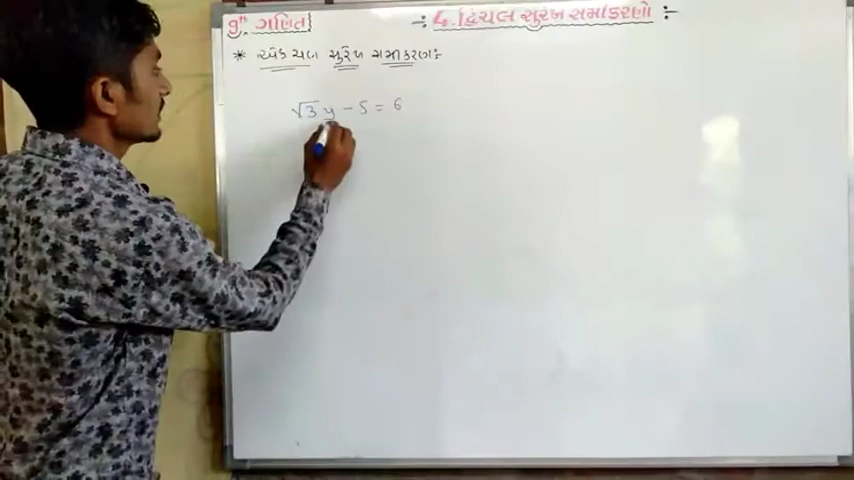 9th ગણિત -: 4. દ્વિચલ સુરેખ સમીકરણો :-
* એક ચલ સુરેખ સમીકરણ:
√3 y - 5 = 6